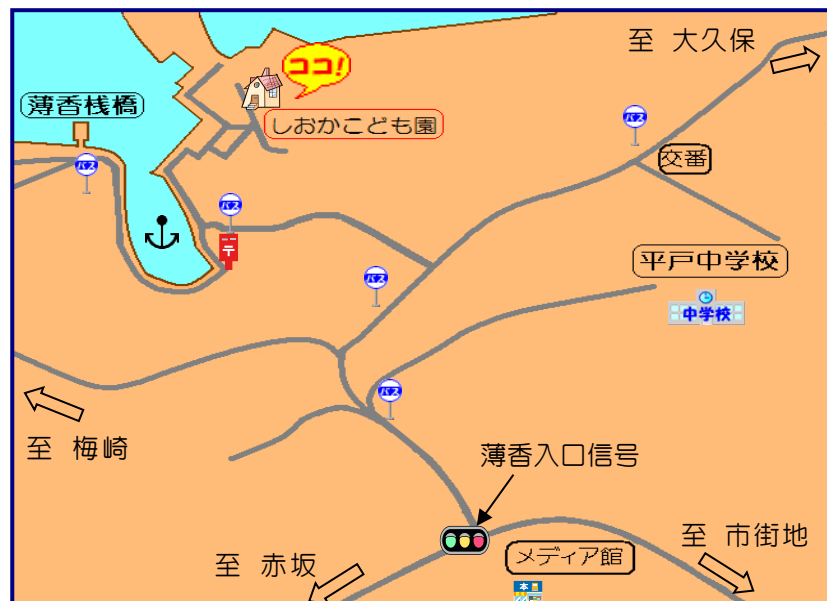 至 大久保
ココ!
薄香桟橋
しおかこども園
バス
交番
バス
バス
〒
平戸中学校
バス
中学校
バス
至 梅崎
薄香入口信号
至 市街地
メディア館
至 赤坂
本